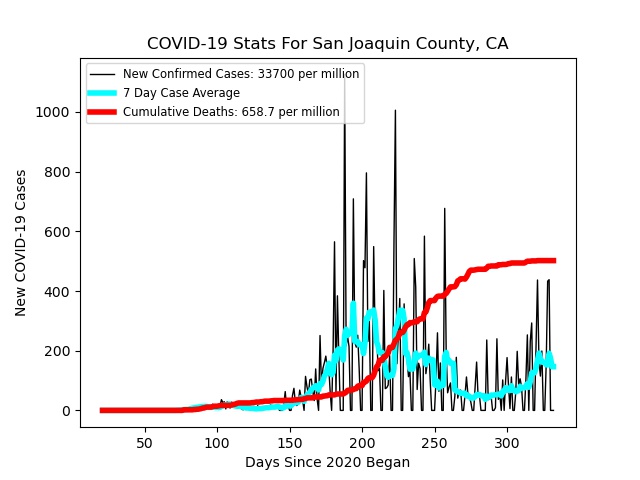 COVID-19 Stats For San Joaquin County, CA
New Confirmed Cases: 33700 per million
7 Day Case Average
Cumulative Deaths: 658.7 per million
1000
800
600
400
200
0
New COVID-19 Cases
50 100 150 200 250 300
Days Since 2020 Began